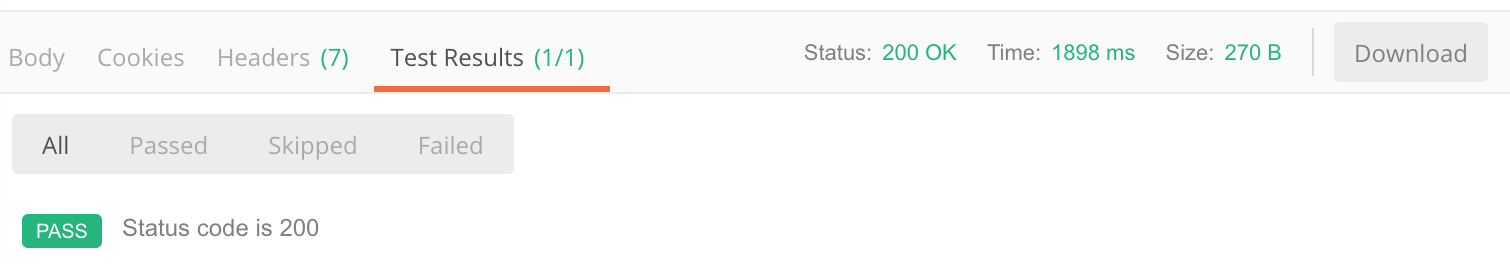 Body Cookies Headers (7) Test Results (1/1) Status: 200 OK Time: 1898 ms Size: 270 B Download
All Passed Skipped Failed
PASS Status code is 200